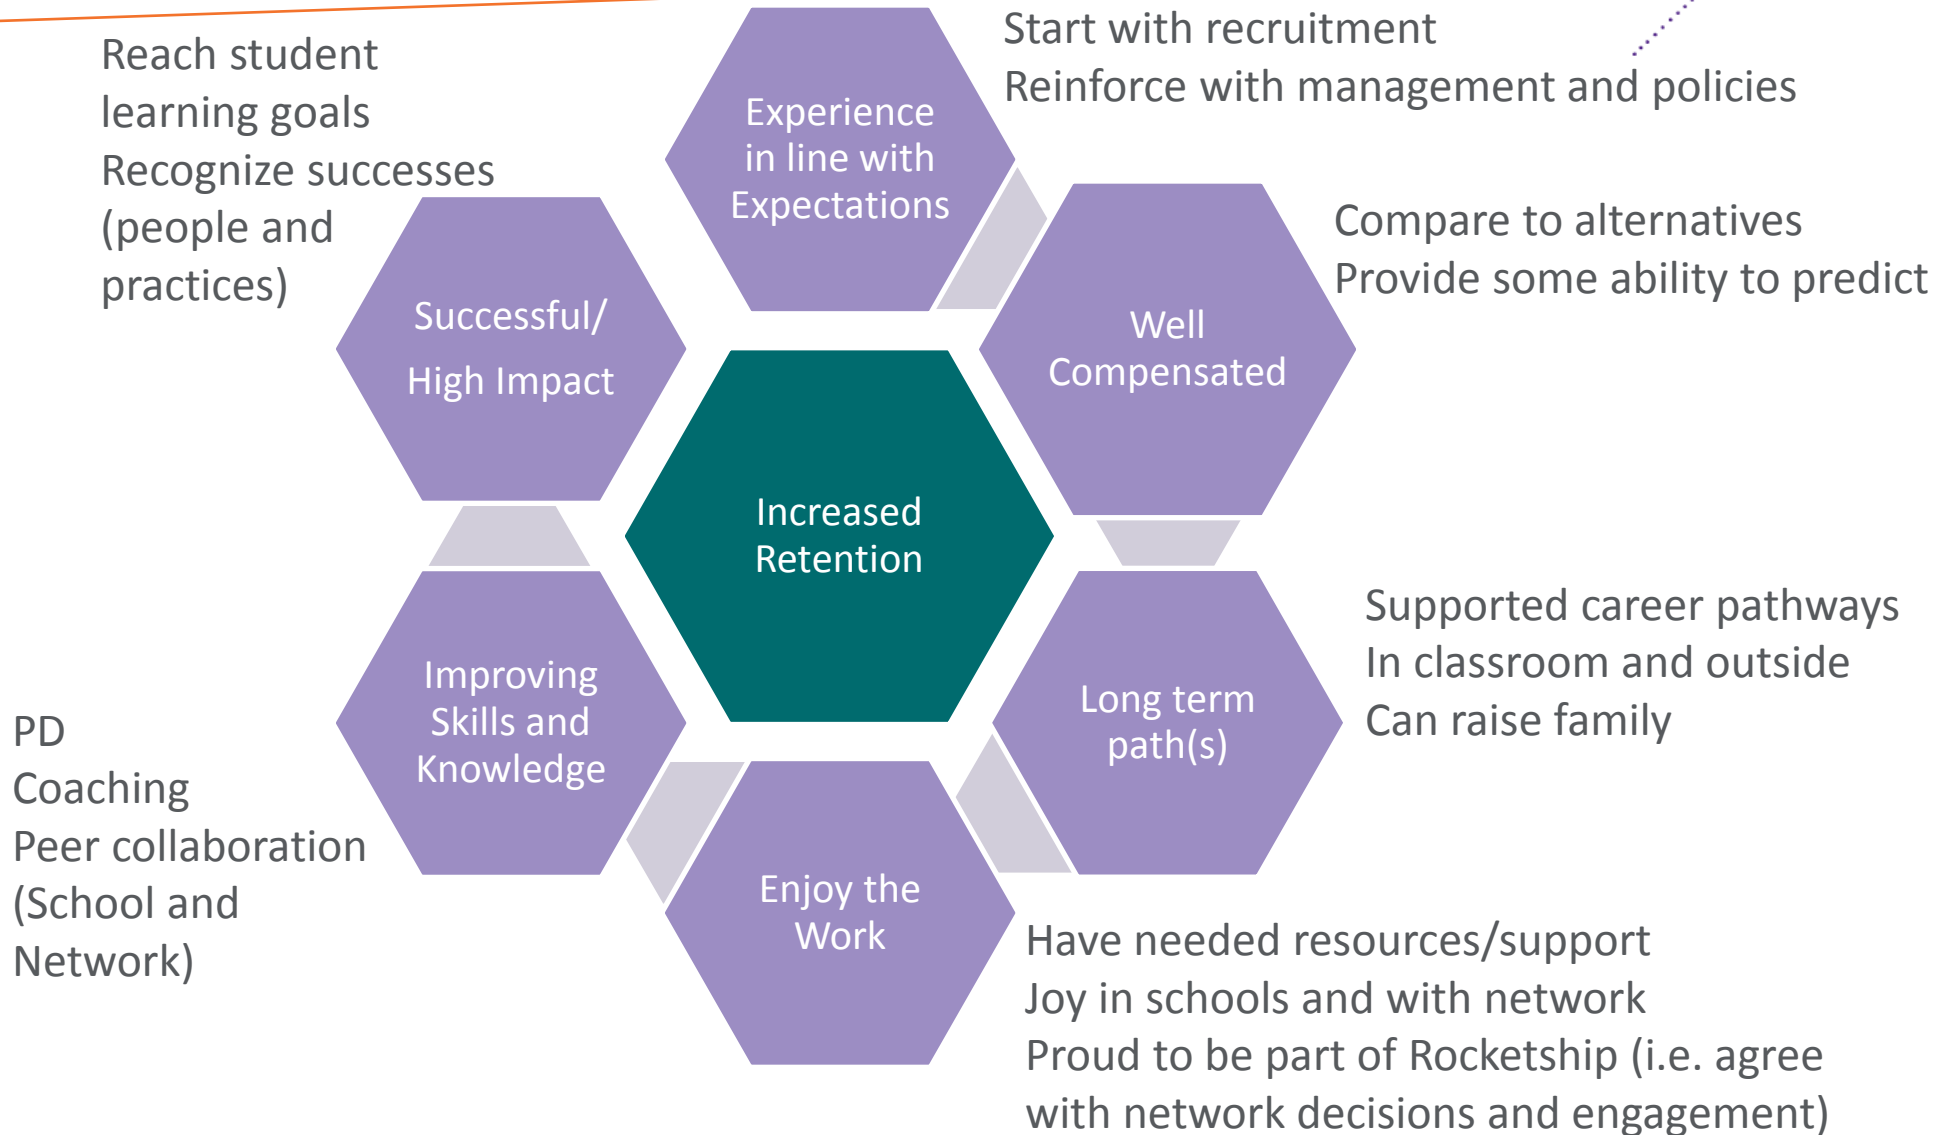 Reach student
learning goals
Recognize successes
(people and
practices)
Experience
in line with
Expectations
Start with recruitment
Reinforce with management and policies
Successful/
High Impact
Well
Compensated
Compare to alternatives
Provide some ability to predict
Increased
Retention
Improving
Skills and
Knowledge
PD
Coaching
Peer collaboration
(School and
Network)
Long term
path(s)
Supported career pathways
In classroom and outside
Can raise family
Enjoy the
Work
Have needed resources/support
Joy in schools and with network
Proud to be part of Rocketship (i.e. agree
with network decisions and engagement)